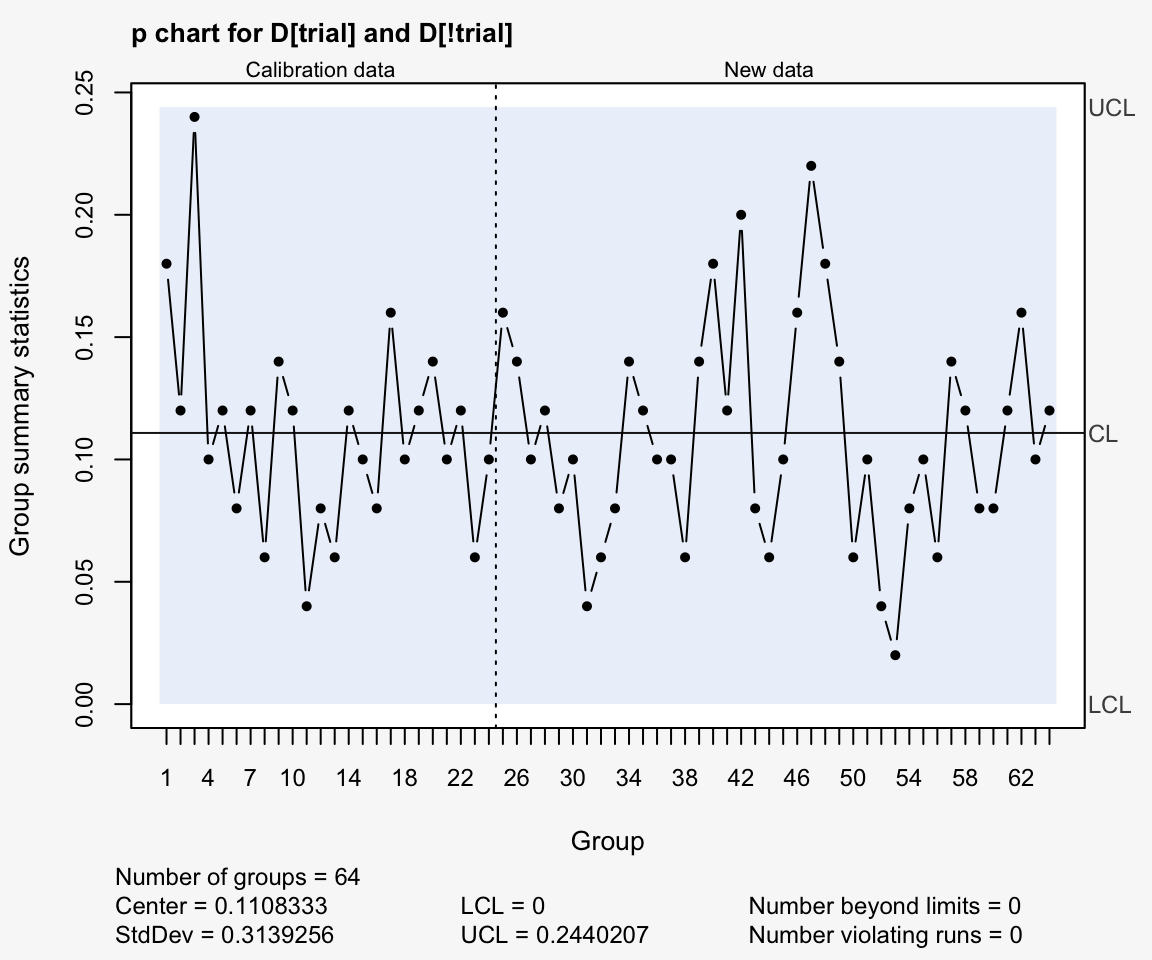 p chart for D[trial] and D[!trial]
Calibration data New data
UCL
CL
LCL
Group summary statistics
0.25
0.20
0.15
0.10
0.05
0.00
1 4 7 10 14 18 22 26 30 34 38 42 46 50 54 58 62
Group
Number of groups = 64
Center = 0.1108333 LCL = 0 Number beyond limits = 0
StdDev = 0.3139256 UCL = 0.2440207 Number violating runs = 0